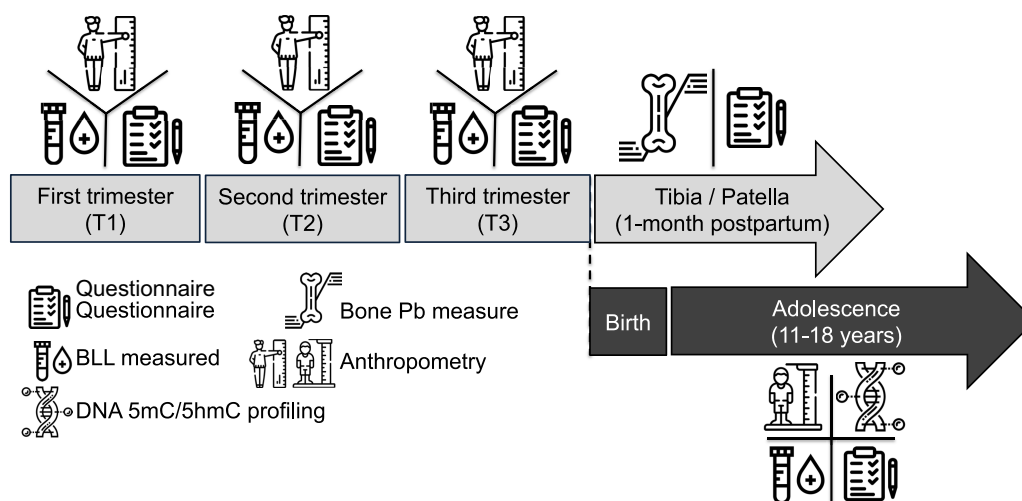 First trimester
(T1)
Second trimester
(T2)
Third trimester
(T3)
Tibia / Patella
(1-month postpartum)
Questionnaire
Questionnaire
Bone Pb measure
BLL measured
Anthropometry
DNA 5mC/5hmC profiling
Birth
Adolescence
(11-18 years)